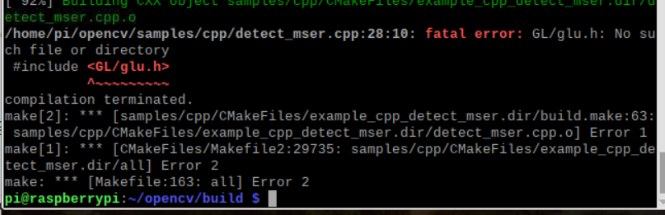 [ 92%] Building CXX object samples/cpp/CMakeFiles/example_cpp_detect_mser.dir/d
etect_mser.cpp.o
/home/pi/opencv/samples/cpp/detect_mser.cpp:28:10: fatal error: GL/glu.h: No su
ch file or directory
 #include <GL/glu.h>
          ^~~~~~~~~~
compilation terminated.
make[2]: *** [samples/cpp/CMakeFiles/example_cpp_detect_mser.dir/build.make:63:
 samples/cpp/CMakeFiles/example_cpp_detect_mser.dir/detect_mser.cpp.o] Error 1
make[1]: *** [CMakeFiles/Makefile2:29735: samples/cpp/CMakeFiles/example_cpp_de
tect_mser.dir/all] Error 2
make: *** [Makefile:163: all] Error 2
pi@raspberrypi:~/opencv/build $